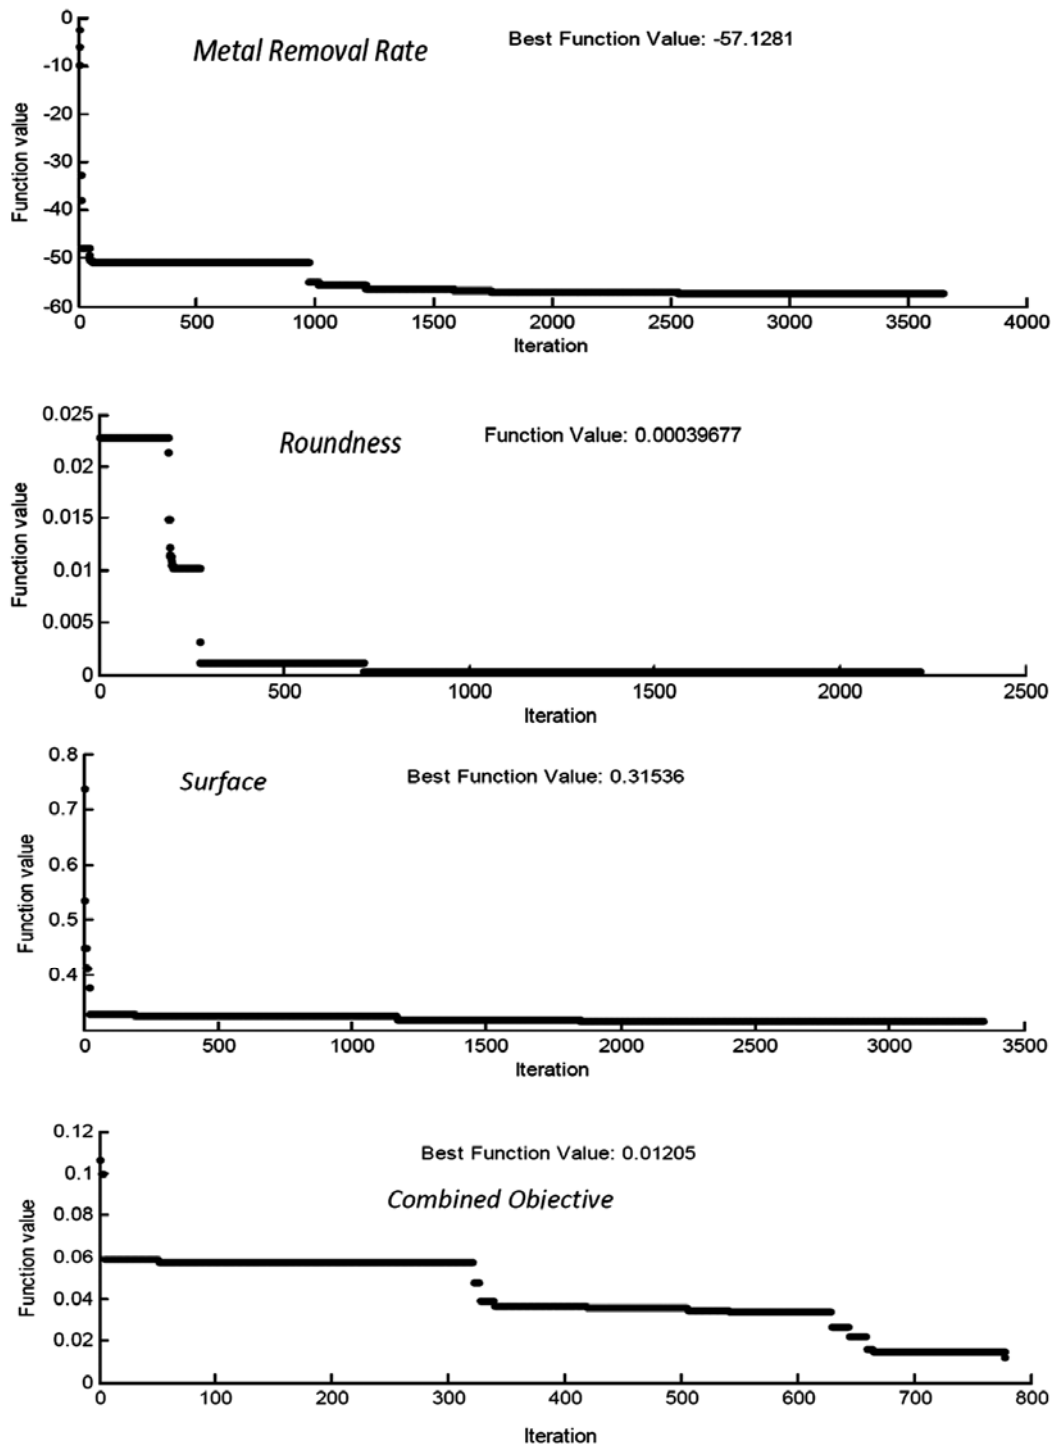 Metal Removal Rate
Best Function Value: -57.1281
Function value
0
-10
-20
-30
-40
-50
-60
0 500 1000 1500 2000 2500 3000 3500 4000
Iteration
Roundness
Function Value: 0.00039677
Function value
0.025
0.02
0.015
0.01
0.005
0
0 500 1000 1500 2000 2500
Iteration
Surface
Best Function Value: 0.31536
Function value
0.8
0.7
0.6
0.5
0.4
0 500 1000 1500 2000 2500 3000 3500
Iteration
Best Function Value: 0.01205
Combined Objective
Function value
0.12
0.1
0.08
0.06
0.04
0.02
0
0 100 200 300 400 500 600 700 800
Iteration